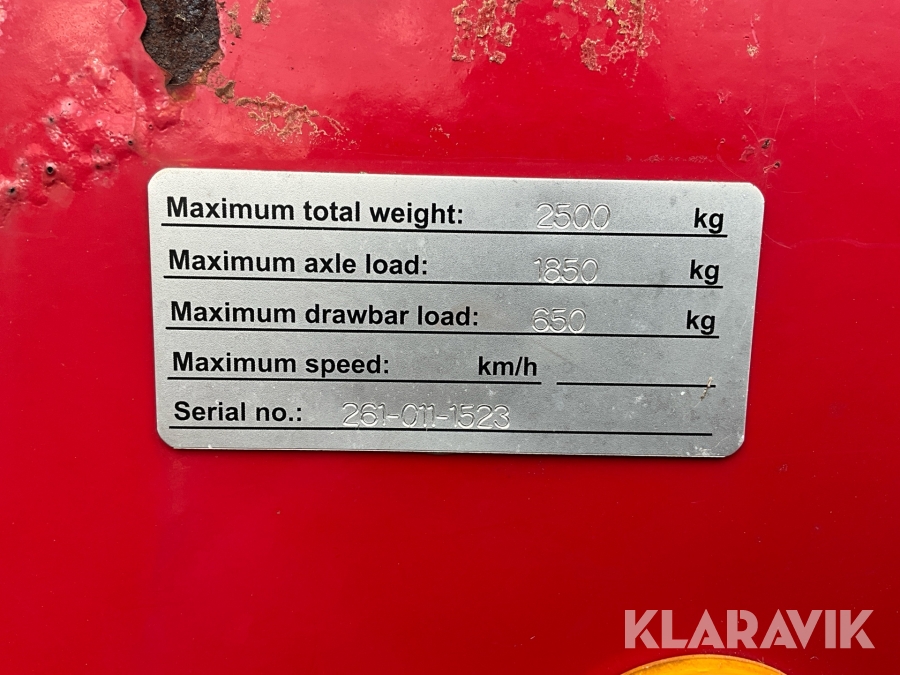 Maximum total weight: 2500 kg
Maximum axle load: 1850 kg
Maximum drawbar load: 650 kg
Maximum speed: km/h
Serial no.: 261-011-1523
KLARAVIK